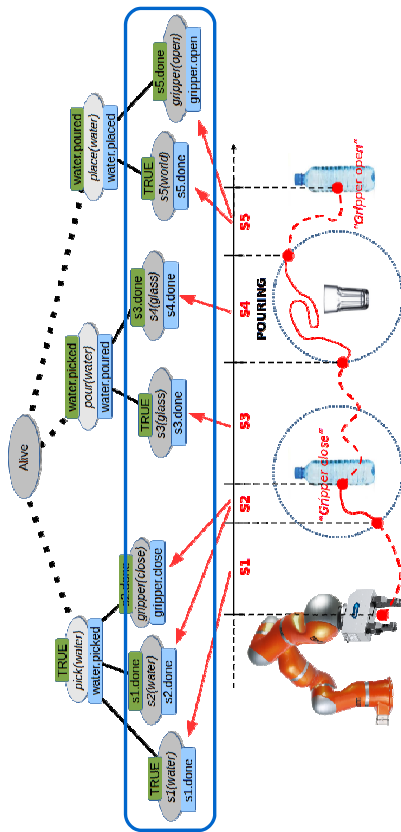 Alive
TRUE
pick(water)
water.picked
water.picked
pour(water)
water.poured
water.poured
place(water)
water.placed
TRUE
s1(water)
s1.done
s1.done
s2(water)
s2.done
gripper(close)
gripper.close
TRUE
s3(glass)
s3.done
s3.done
s4(glass)
s4.done
TRUE
s5(world)
s5.done
s5.done
gripper(open)
gripper.open
S1
S2
S3
S4
S5
POURING
"Gripper close"
"Gripper open"